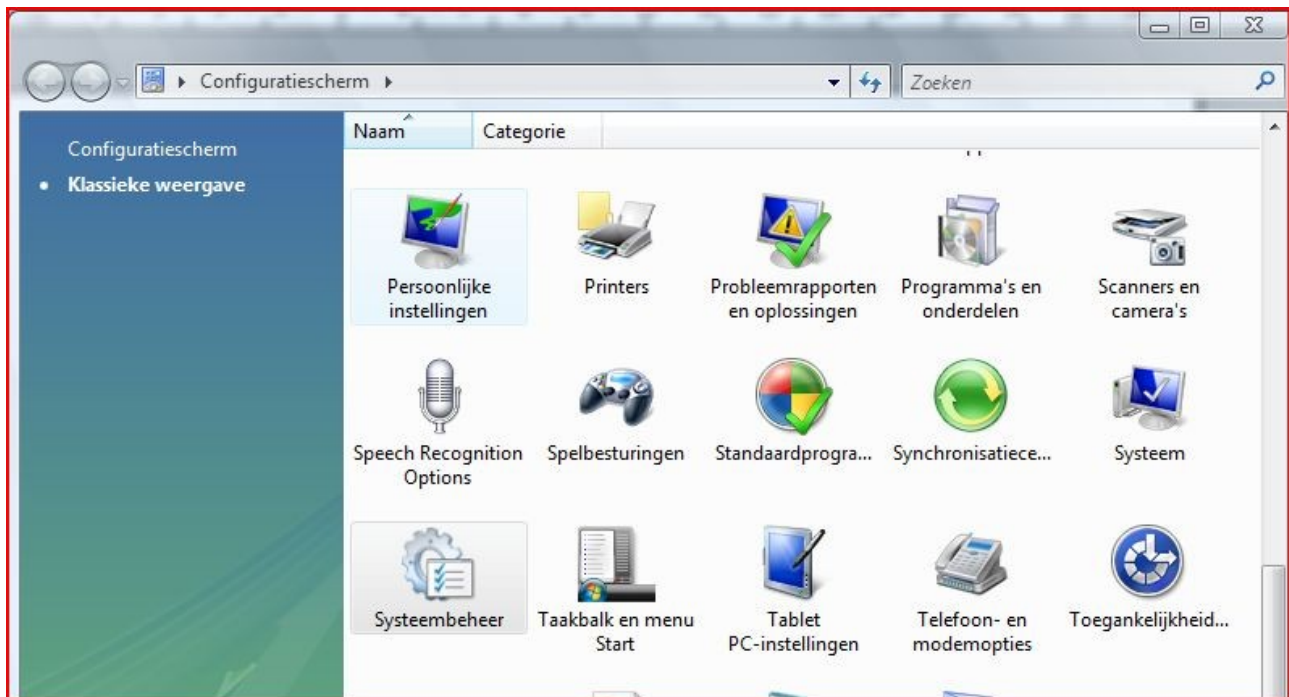 Configuratiescherm
Zoeken
Configuratiescherm
Klassieke weergave
Naam Categorie
Persoonlijke
instellingen
Printers
Probleemrapporten
en oplossingen
Programma's en
onderdelen
Scanners en
camera's
Speech Recognition
Options
Spelbesturingen
Standaardprogra...
Synchronisatiece...
Systeem
Systeembeheer
Taakbalk en menu
Start
Tablet
PC-instellingen
Telefoon- en
modemopties
Toegankelijkheid...